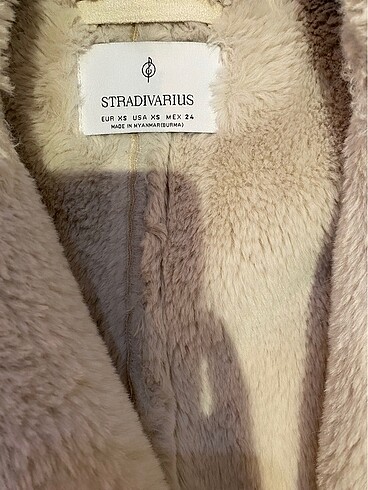 STRADIVARIUS
EUR XS USA XS MEX 24
MADE IN MYANMAR(BURMA)